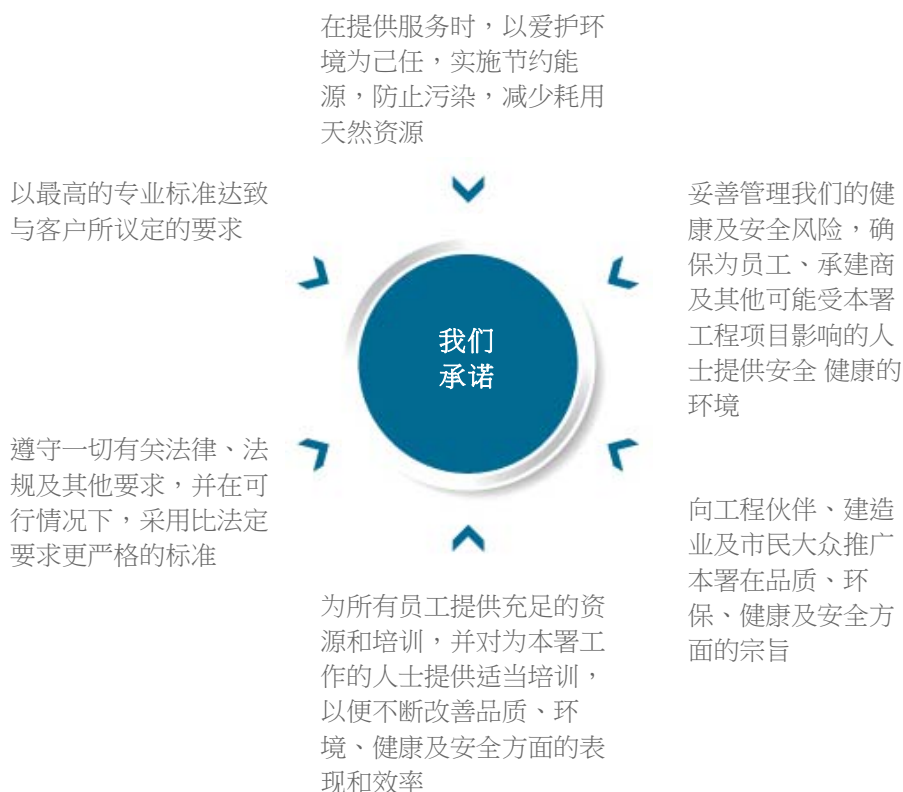 在提供服务时，以爱护环
境为己任，实施节约能
源，防止污染，减少耗用
天然资源
以最高的专业标准达致
与客户所议定的要求
妥善管理我们的健
康及安全风险，确
保为员工、承建商
及其他可能受本署
工程项目影响的人
士提供安全 健康的
环境
我们
承诺
遵守一切有关法律、法
规及其他要求，并在可
行情况下，采用比法定
要求更严格的标准
向工程伙伴、建造
业及市民大众推广
本署在品质、环
保、健康及安全方
面的宗旨
为所有员工提供充足的资
源和培训，并对为本署工
作的人士提供适当培训，
以便不断改善品质、环
境、健康及安全方面的表
现和效率